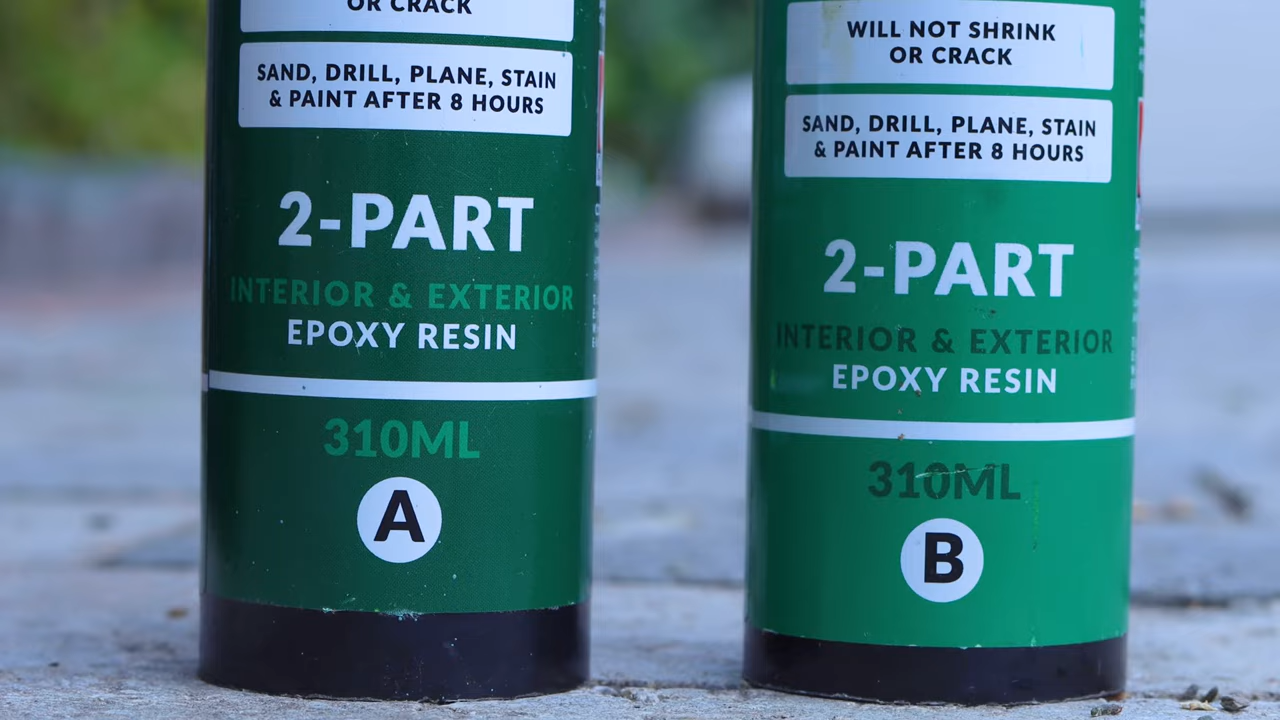 OR CRACK
SAND, DRILL, PLANE, STAIN
& PAINT AFTER 8 HOURS
2-PART
INTERIOR & EXTERIOR
EPOXY RESIN
310ML
A
WILL NOT SHRINK
OR CRACK
SAND, DRILL, PLANE, STAIN
& PAINT AFTER 8 HOURS
2-PART
INTERIOR & EXTERIOR
EPOXY RESIN
310ML
B